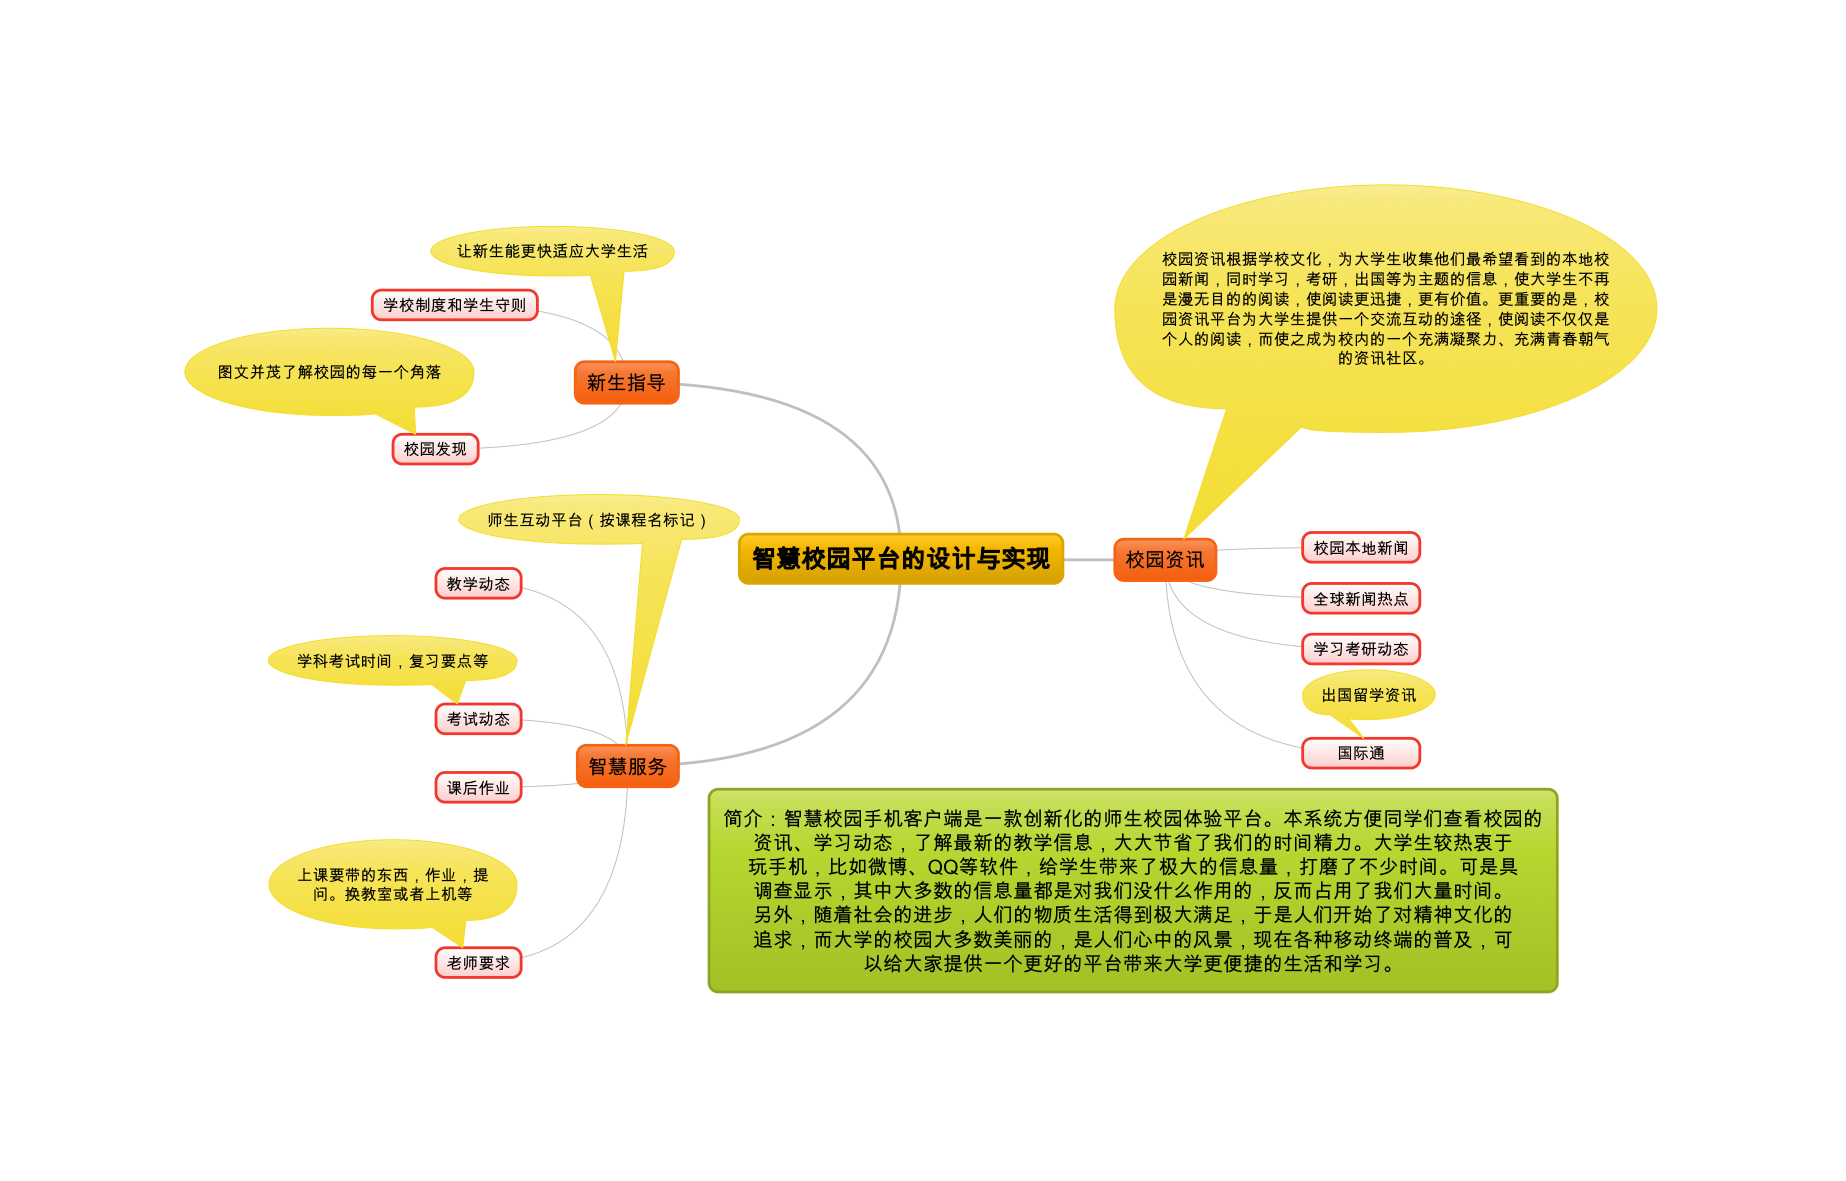 让新生能更快适应大学生活
学校制度和学生守则
图文并茂了解校园的每一个角落
新生指导
校园发现
师生互动平台（按课程名标记）
教学动态
学科考试时间，复习要点等
考试动态
智慧服务
课后作业
上课要带的东西，作业，提
问。换教室或者上机等
老师要求
智慧校园平台的设计与实现
校园资讯根据学校文化，为大学生收集他们最希望看到的本地校
园新闻，同时学习，考研，出国等为主题的信息，使大学生不再
是漫无目的的阅读，使阅读更迅捷，更有价值。更重要的是，校
园资讯平台为大学生提供一个交流互动的途径，使阅读不仅仅是
个人的阅读，而使之成为校内的一个充满凝聚力、充满青春朝气
的资讯社区。
校园资讯
校园本地新闻
全球新闻热点
学习考研动态
出国留学资讯
国际通
简介：智慧校园手机客户端是一款创新化的师生校园体验平台。本系统方便同学们查看校园的
资讯、学习动态，了解最新的教学信息，大大节省了我们的时间精力。大学生较热衷于
玩手机，比如微博、QQ等软件，给学生带来了极大的信息量，打磨了不少时间。可是具
调查显示，其中大多数的信息量都是对我们没什么作用的，反而占用了我们大量时间。
另外，随着社会的进步，人们的物质生活得到极大满足，于是人们开始了对精神文化的
追求，而大学的校园大多数美丽的，是人们心中的风景，现在各种移动终端的普及，可
以给大家提供一个更好的平台带来大学更便捷的生活和学习。